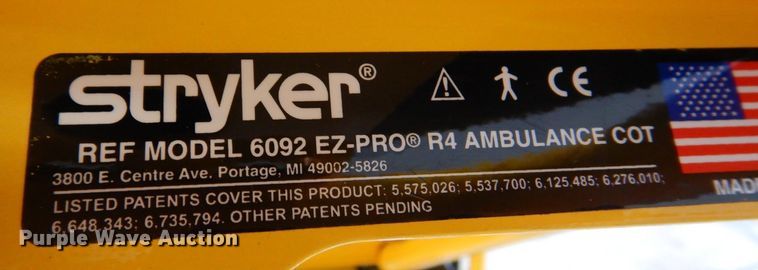 stryker®
CE
REF MODEL 6092 EZ-PRO® R4 AMBULANCE COT
3800 E. Centre Ave. Portage, MI 49002-5826
LISTED PATENTS COVER THIS PRODUCT: 5,575,026; 5,537,700; 6,125,485; 6,276,010;
6,648,343; 6,735,794. OTHER PATENTS PENDING
MADE
Purple Wave Auction